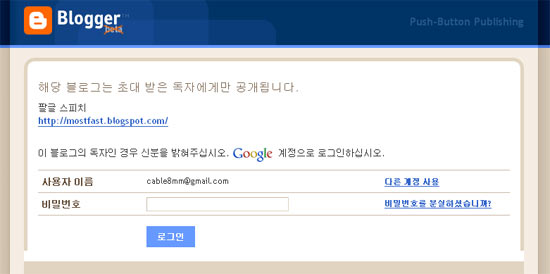 Blogger™
beta
Push-Button Publishing
해당 블로그는 초대 받은 독자에게만 공개됩니다.
팔글 스피치
http://mostfast.blogspot.com/
이 블로그의 독자인 경우 신분을 밝혀주십시오. Google 계정으로 로그인하십시오.
사용자 이름 cable8mm@gmail.com 다른 계정 사용
비밀번호 비밀번호를 분실하셨습니까?
로그인